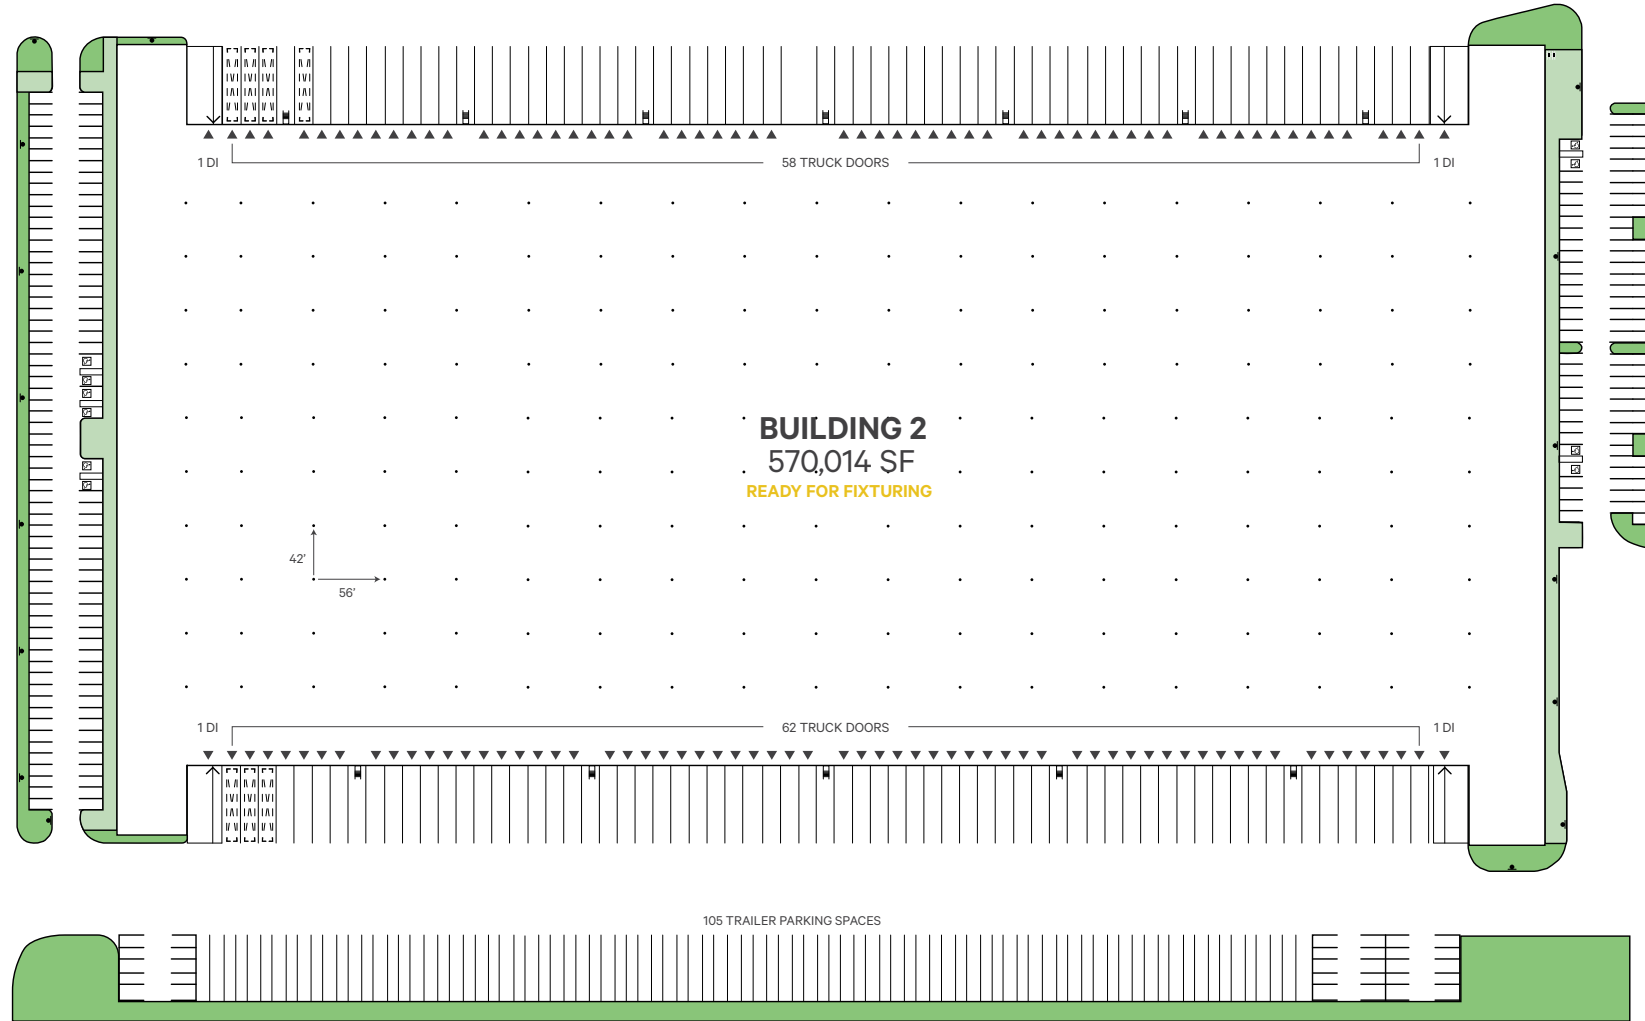 1 DI
58 TRUCK DOORS
1 DI
BUILDING 2
570,014 SF
READY FOR FIXTURING
42'
56'
1 DI
62 TRUCK DOORS
1 DI
105 TRAILER PARKING SPACES